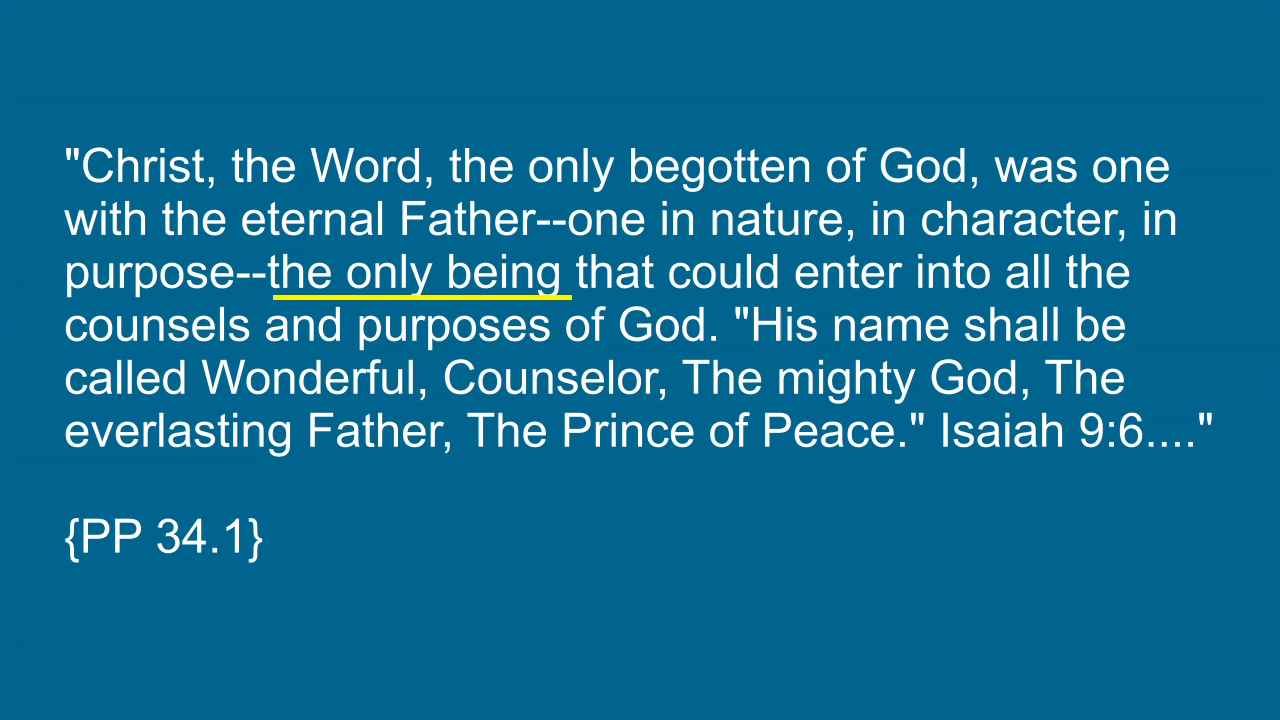 "Christ, the Word, the only begotten of God, was one
with the eternal Father--one in nature, in character, in
purpose--the only being that could enter into all the
counsels and purposes of God. "His name shall be
called Wonderful, Counselor, The mighty God, The
everlasting Father, The Prince of Peace." Isaiah 9:6...."
{PP 34.1}